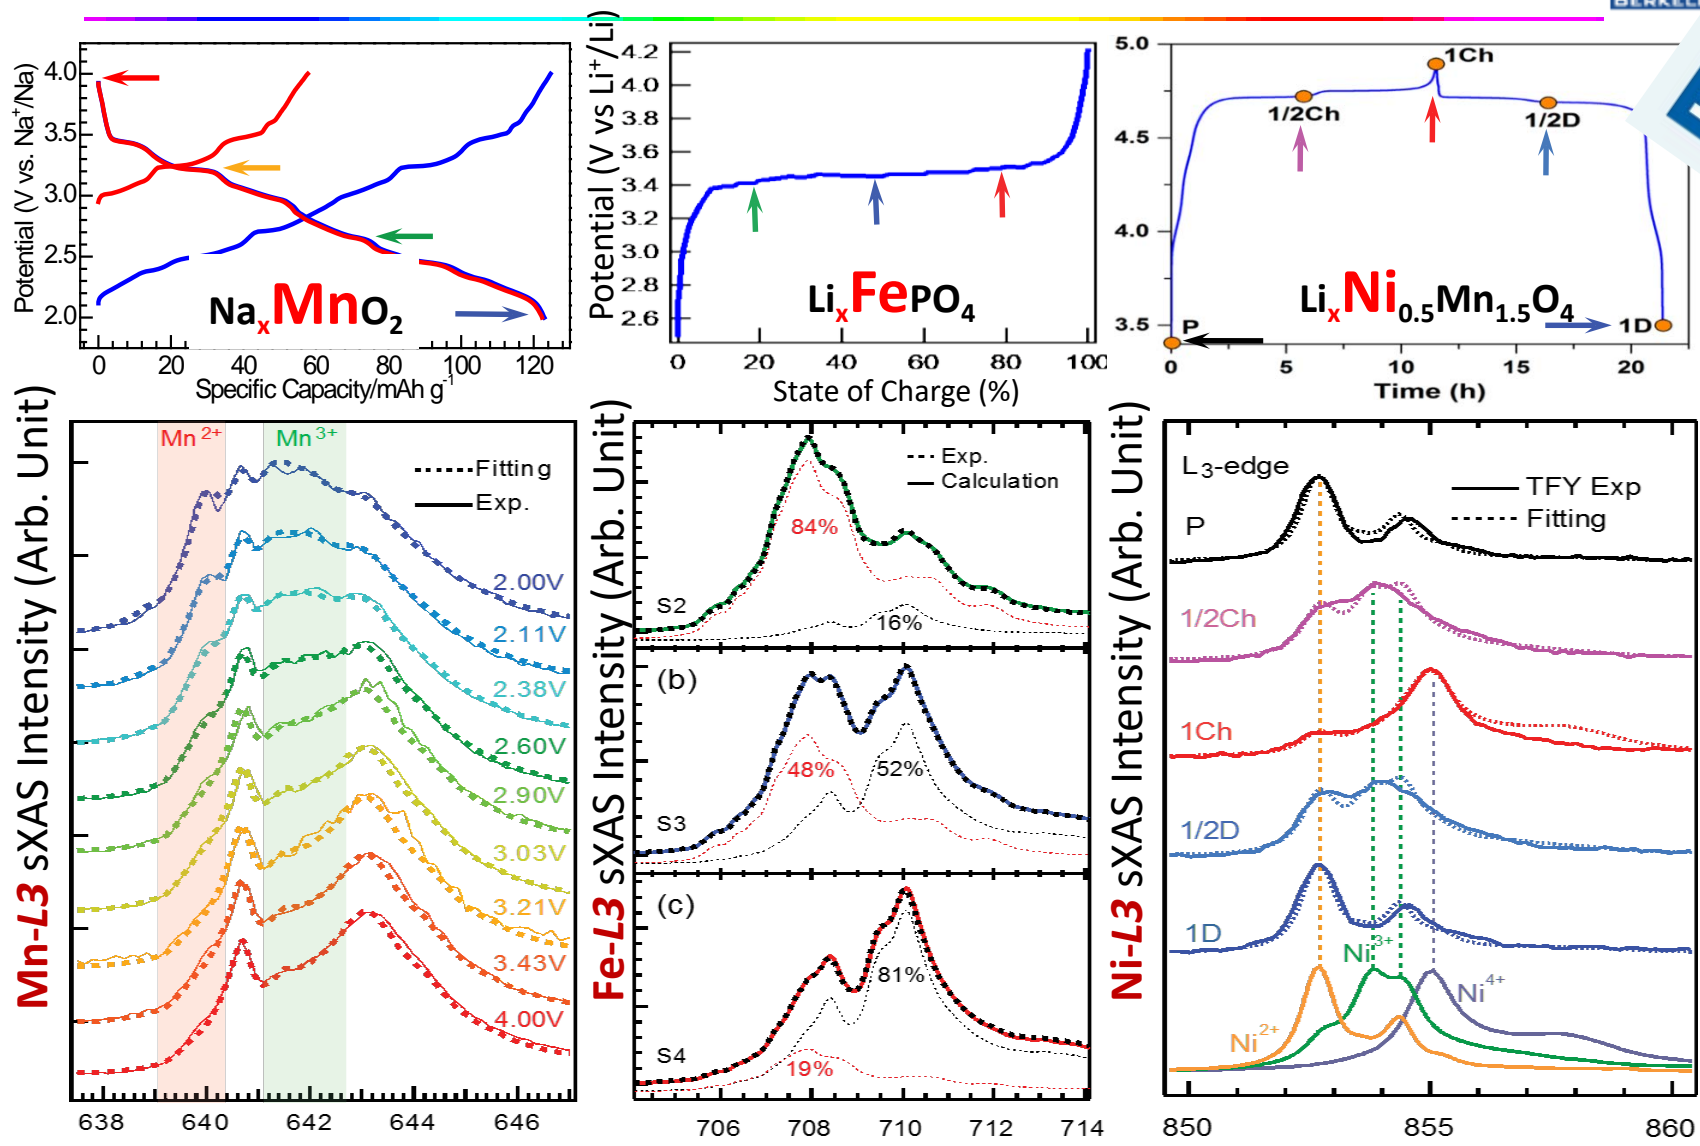 BERKELE
Potential (V vs. Na+/Na)
4.0
3.5
3.0
2.5
2.0
NaxMnO2
0 20 40 60 80 100 120
Specific Capacity/mAh g-1
Potential (V vs Li+/Li)
4.2
4.0
3.8
3.6
3.4
3.2
3.0
2.8
2.6
LixFePO4
0 20 40 60 80 100
State of Charge (%)
5.0
4.5
4.0
3.5
1Ch
1/2Ch
1/2D
LixNi0.5Mn1.5O4
P
1D
0 5 10 15 20
Time (h)
Mn-L3 sXAS Intensity (Arb. Unit)
Mn2+
Mn3+
Fitting
Exp.
2.00V
2.11V
2.38V
2.60V
2.90V
3.03V
3.21V
3.43V
4.00V
638 640 642 644 646
Fe-L3 sXAS Intensity (Arb. Unit)
Exp.
Calculation
84%
S2
16%
(b)
48%
52%
S3
(c)
81%
S4
19%
706 708 710 712 714
Ni-L3 sXAS Intensity (Arb. Unit)
L3-edge
TFY Exp
Fitting
P
1/2Ch
1Ch
1/2D
1D
Ni3+
Ni4+
Ni2+
850 855 860